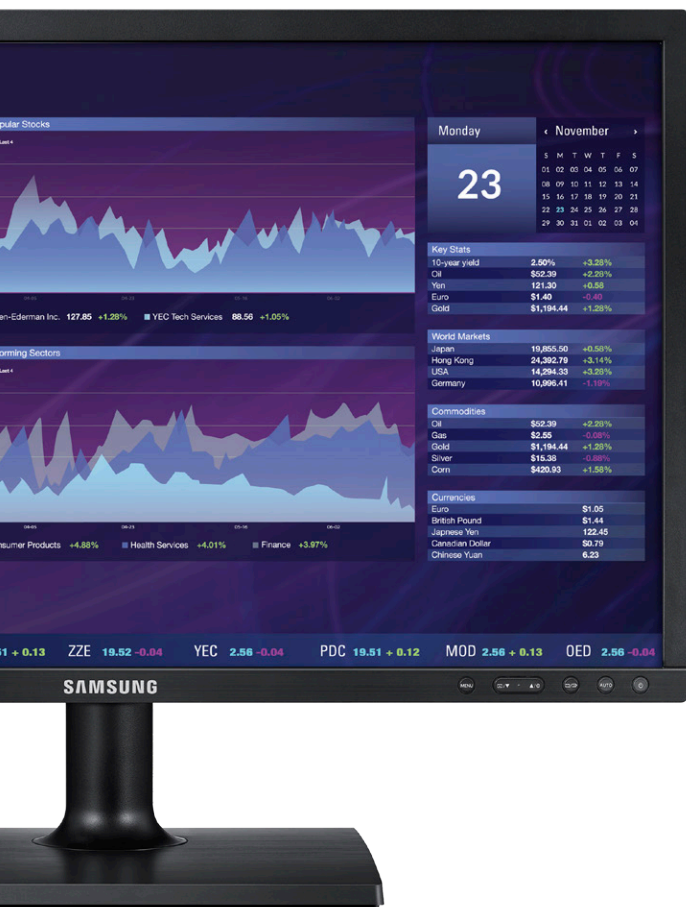 pular Stocks
Last
127.85 +1.28%
YEC Tech Services 88.56 +1.05%
orming Sectors
Last
sumer Products +4.88%
Health Services +4.01%
Finance +3.97%
Monday
‹ November ›
23
S M T W T F S
01 02 03 04 05 06 07
08 09 10 11 12 13 14
15 16 17 18 19 20 21
22 23 24 25 26 27 28
29 30 31 01 02 03 04
Key Stats
10-year yield 2.50% +3.28%
Oil $52.39 +2.28%
Yen 121.30 +0.58
Euro $1.40 -0.40
Gold $1,194.44 +1.28%
World Markets
Japan 19,855.50 +0.58%
Hong Kong 24,392.79 +3.14%
USA 14,294.33 +3.28%
Germany 10,996.41 -1.19%
Commodities
Oil $52.39 +2.28%
Gas $2.55 -0.08%
Gold $1,194.44 +1.28%
Silver $15.38 -0.88%
Corn $420.93 +1.58%
Currencies
Euro $1.05
British Pound $1.44
Japnese Yen 122.45
Canadian Dollar $0.79
Chinese Yuan 6.23
51 + 0.13 ZZE 19.52 -0.04 YEC 2.56 -0.04 PDC 19.51 + 0.12 MOD 2.56 + 0.13 OED 2.56 -0.04
SAMSUNG
MENU AUTO